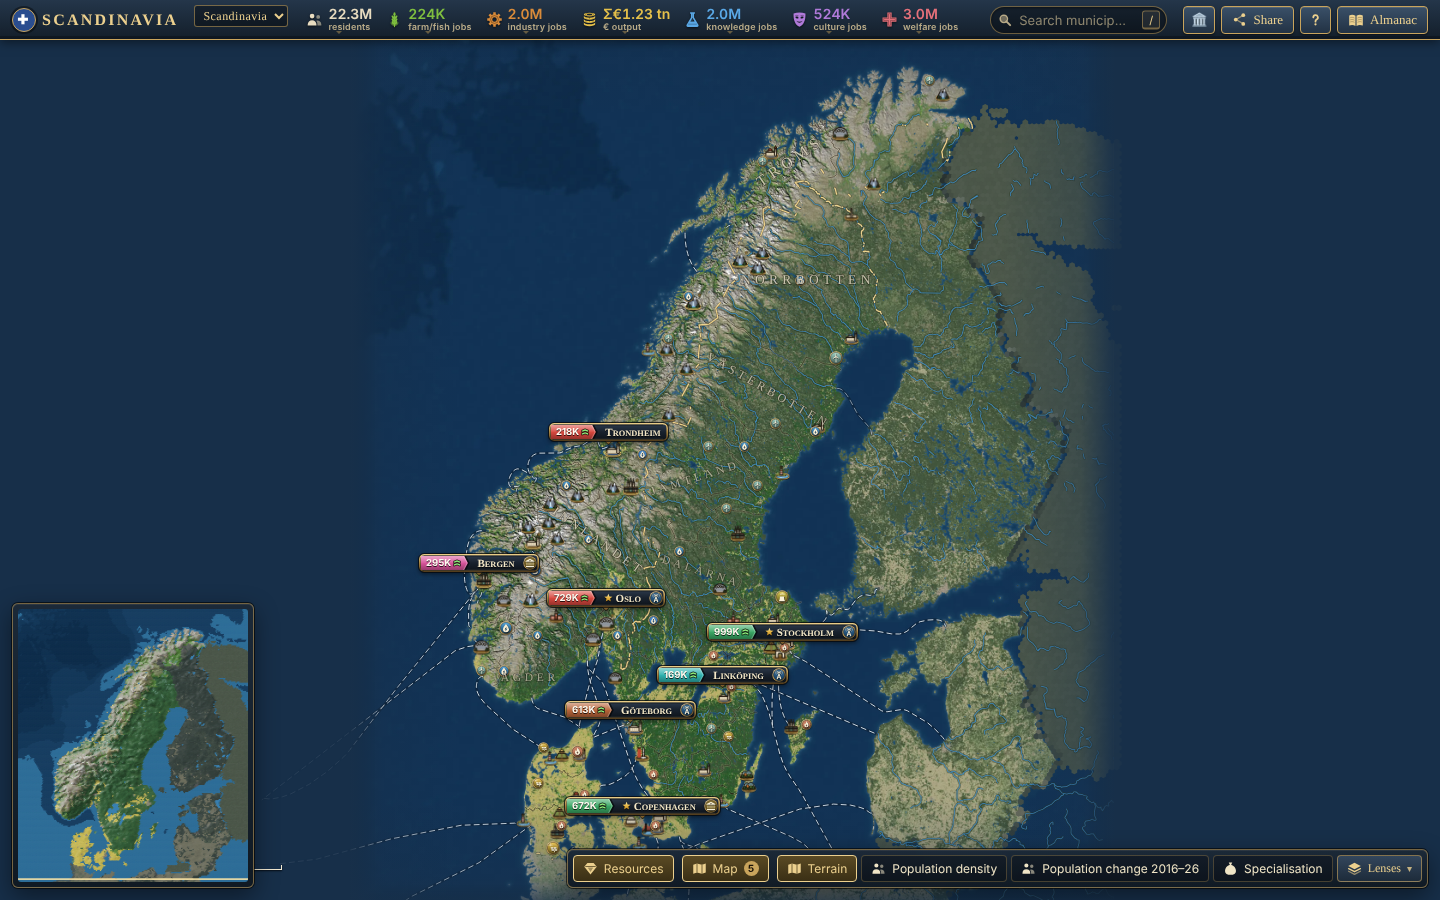 SCANDINAVIA
Scandinavia
22.3M
residents
224K
farm/fish jobs
2.0M
industry jobs
Σ€1.23 tn
€ output
2.0M
knowledge jobs
524K
culture jobs
3.0M
welfare jobs
Search municip...
/
Share
?
Almanac
TROMS
NORRBOTTEN
VÄSTERBOTTEN
218K Trondheim
295K Bergen
DALARNA
729K Oslo
999K Stockholm
169K Linköping
AGDER
613K Göteborg
672K Copenhagen
Resources
Map 5
Terrain
Population density
Population change 2016–26
Specialisation
Lenses